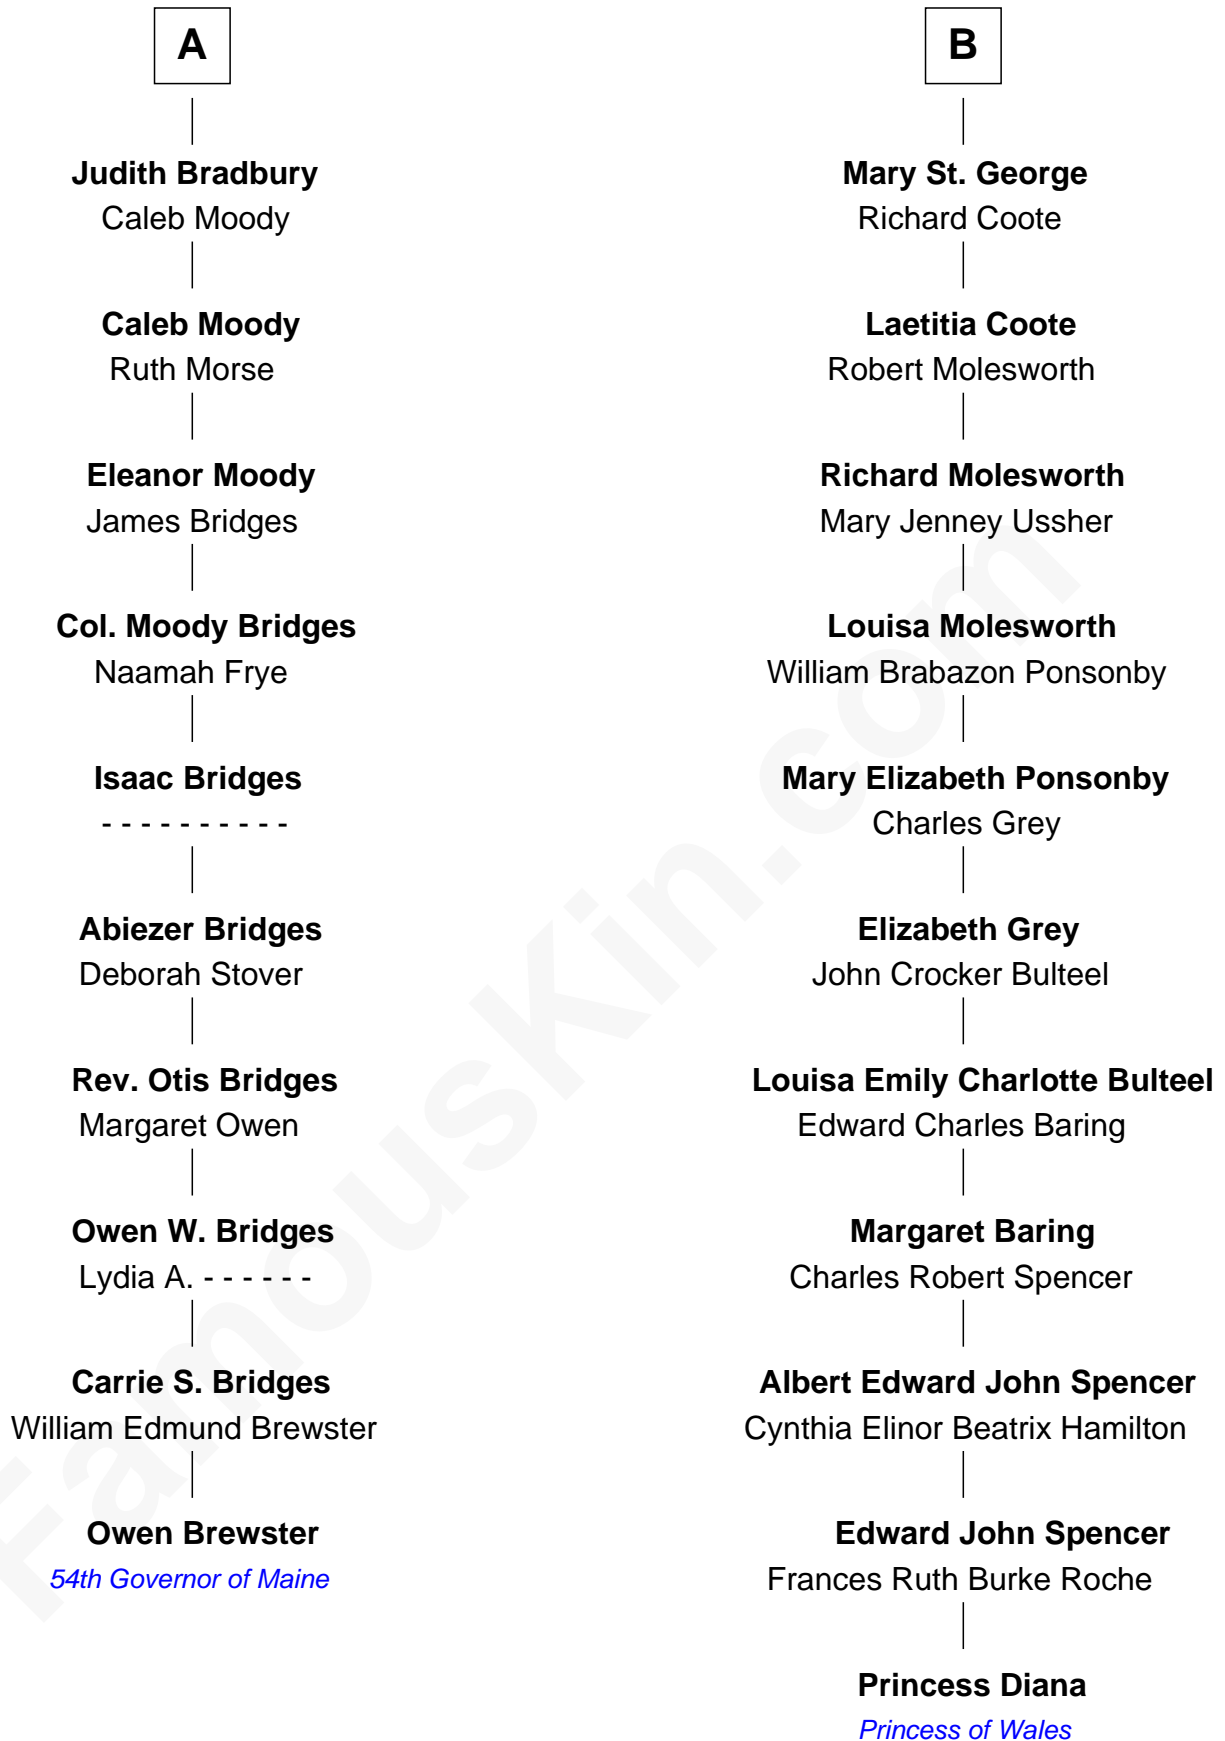 A
Judith Bradbury
Caleb Moody
Caleb Moody
Ruth Morse
Eleanor Moody
James Bridges
Col. Moody Bridges
Naamah Frye
Isaac Bridges
- - - - - - - - - -
Abiezer Bridges
Deborah Stover
Rev. Otis Bridges
Margaret Owen
Owen W. Bridges
Lydia A. - - - - - -
Carrie S. Bridges
William Edmund Brewster
Owen Brewster
54th Governor of Maine
B
Mary St. George
Richard Coote
Laetitia Coote
Robert Molesworth
Richard Molesworth
Mary Jenney Ussher
Louisa Molesworth
William Brabazon Ponsonby
Mary Elizabeth Ponsonby
Charles Grey
Elizabeth Grey
John Crocker Bulteel
Louisa Emily Charlotte Bulteel
Edward Charles Baring
Margaret Baring
Charles Robert Spencer
Albert Edward John Spencer
Cynthia Elinor Beatrix Hamilton
Edward John Spencer
Frances Ruth Burke Roche
Princess Diana
Princess of Wales
FamousKin.com